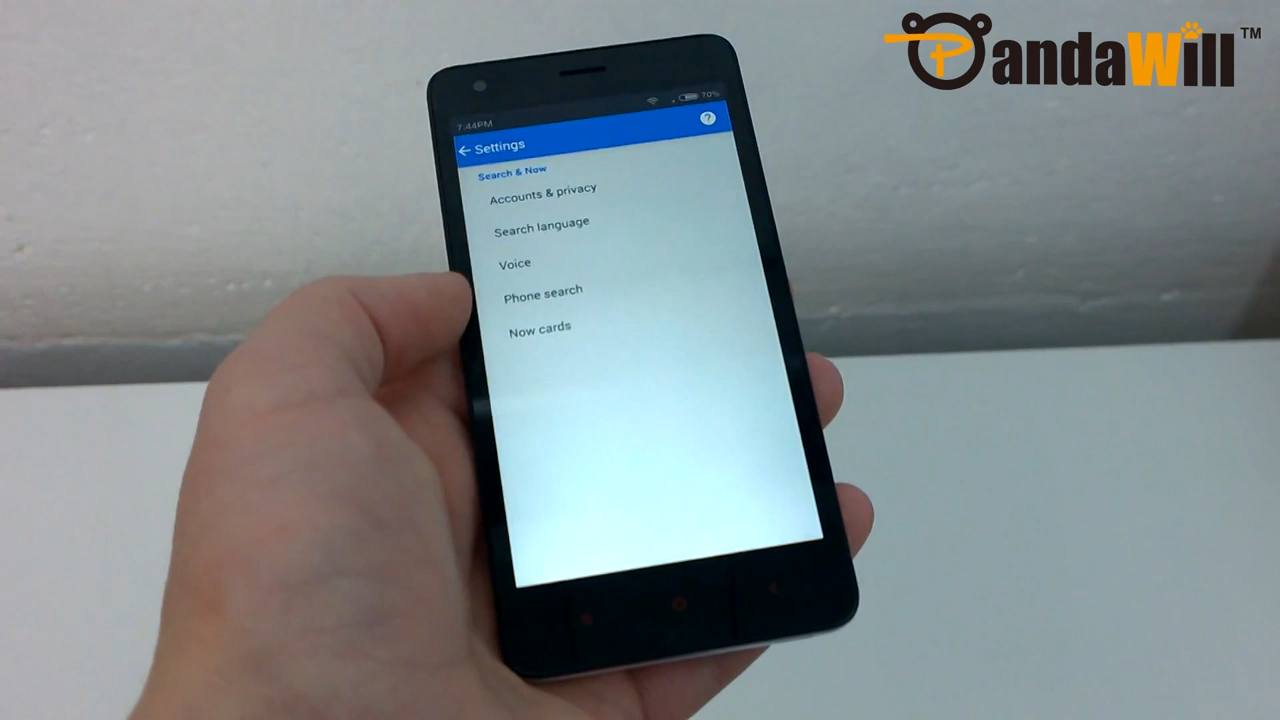 PandaWill™
7:44PM 70%
Settings ?
Search & Now
Accounts & privacy
Search language
Voice
Phone search
Now cards